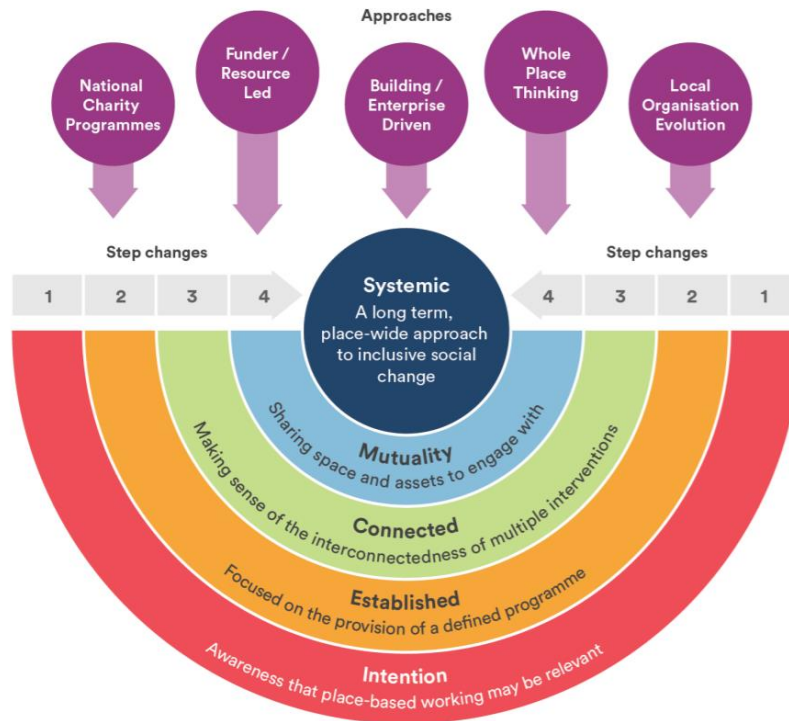 Approaches
National
Charity
Programmes
Funder /
Resource
Led
Building /
Enterprise
Driven
Whole
Place
Thinking
Local
Organisation
Evolution
Step changes
Step changes
1 2 3 4
4 3 2 1
Systemic
A long term,
place-wide approach
to inclusive social
change
Mutuality
Sharing space and assets to engage with
Connected
Making sense of the interconnectedness of multiple interventions
Established
Focused on the provision of a defined programme
Intention
Awareness that place-based working may be relevant